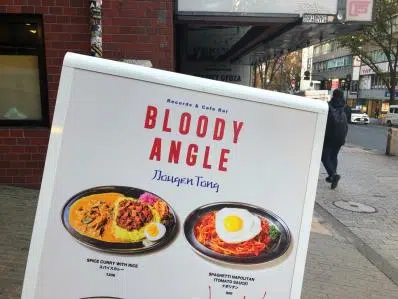 Records & Cafe Bar
BLOODY
ANGLE
Dougen Tong
SPICE CURRY WITH RICE
スパイスカレー
1200
SPAGHETTI NAPOLITAN
(TOMATO SAUCE)
ナポリタン